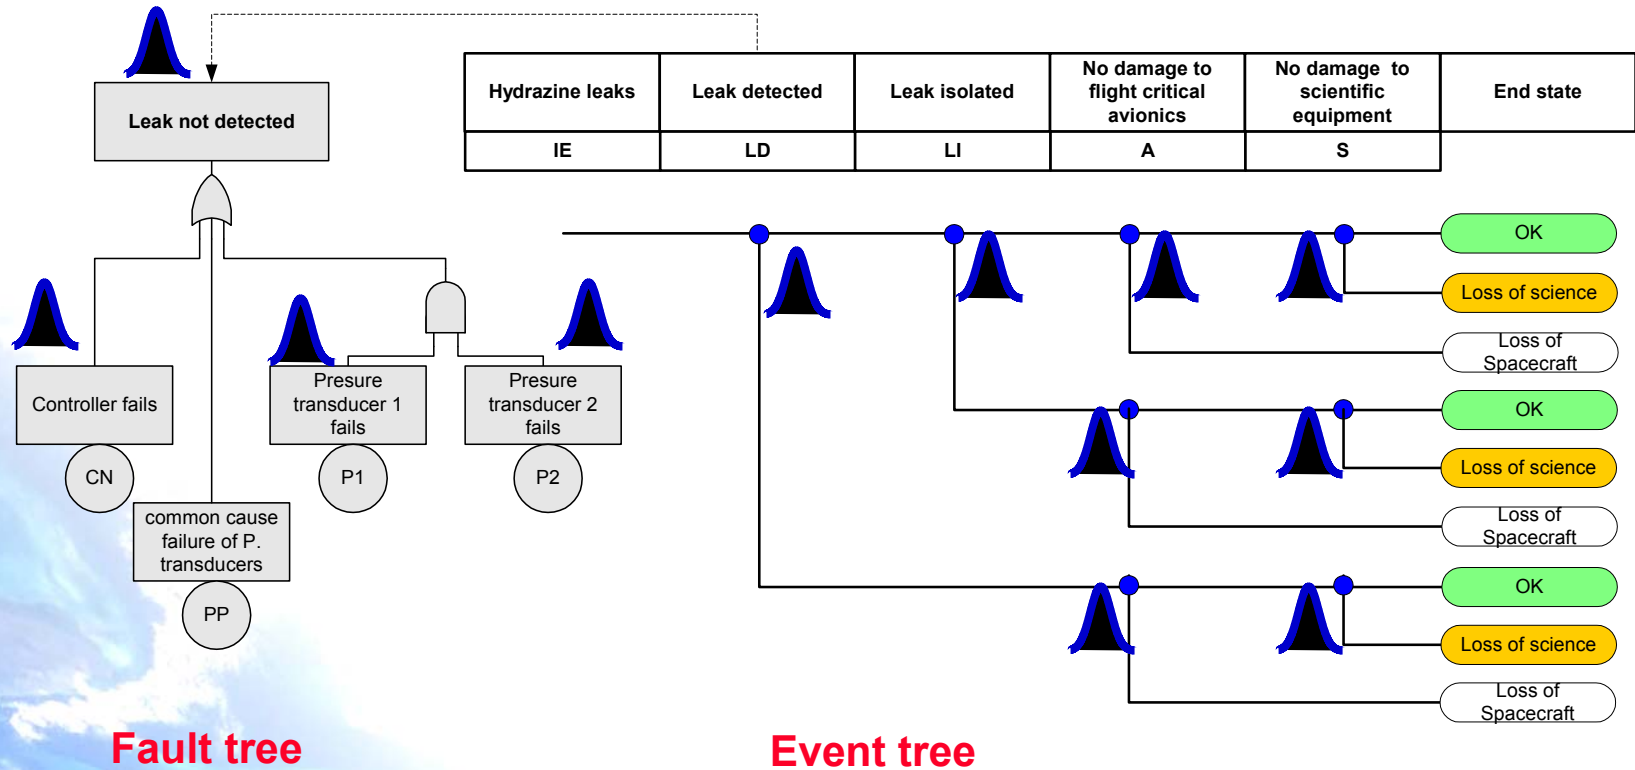 Leak not detected
Hydrazine leaks
Leak detected
Leak isolated
No damage to
flight critical
avionics
No damage to
scientific
equipment
End state
IE
LD
LI
A
S
Controller fails
CN
common cause
failure of P.
transducers
PP
Presure
transducer 1
fails
P1
Presure
transducer 2
fails
P2
OK
Loss of science
Loss of
Spacecraft
OK
Loss of science
Loss of
Spacecraft
OK
Loss of science
Loss of
Spacecraft
Fault tree
Event tree